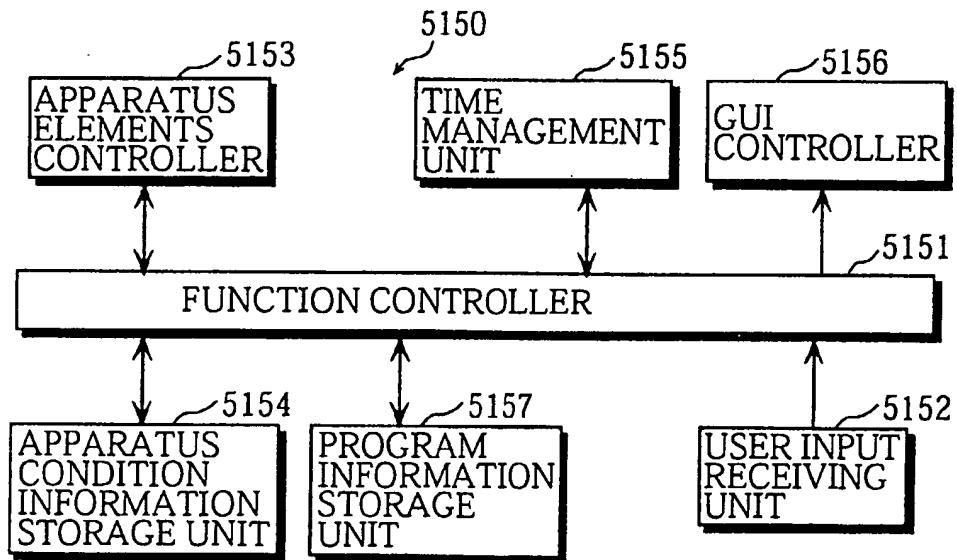 5150
5153
APPARATUS
ELEMENTS
CONTROLLER
5155
TIME
MANAGEMENT
UNIT
5156
GUI
CONTROLLER
5151
FUNCTION CONTROLLER
5154
APPARATUS
CONDITION
INFORMATION
STORAGE UNIT
5157
PROGRAM
INFORMATION
STORAGE
UNIT
5152
USER INPUT
RECEIVING
UNIT